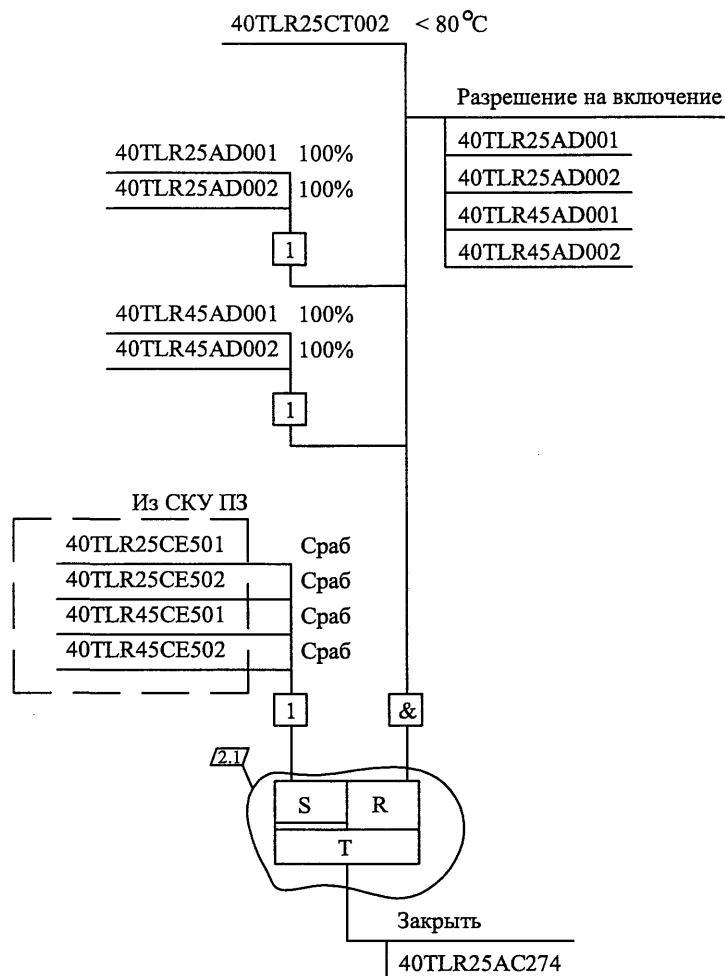 40TLR25CT002 < 80°C
Разрешение на включение
40TLR25AD001
40TLR25AD002
40TLR45AD001
40TLR45AD002
40TLR25AD001 100%
40TLR25AD002 100%
1
40TLR45AD001 100%
40TLR45AD002 100%
1
Из СКУ ПЗ
40TLR25CE501 Сраб
40TLR25CE502 Сраб
40TLR45CE501 Сраб
40TLR45CE502 Сраб
1 &
2.1
S R
T
Закрыть
40TLR25AC274